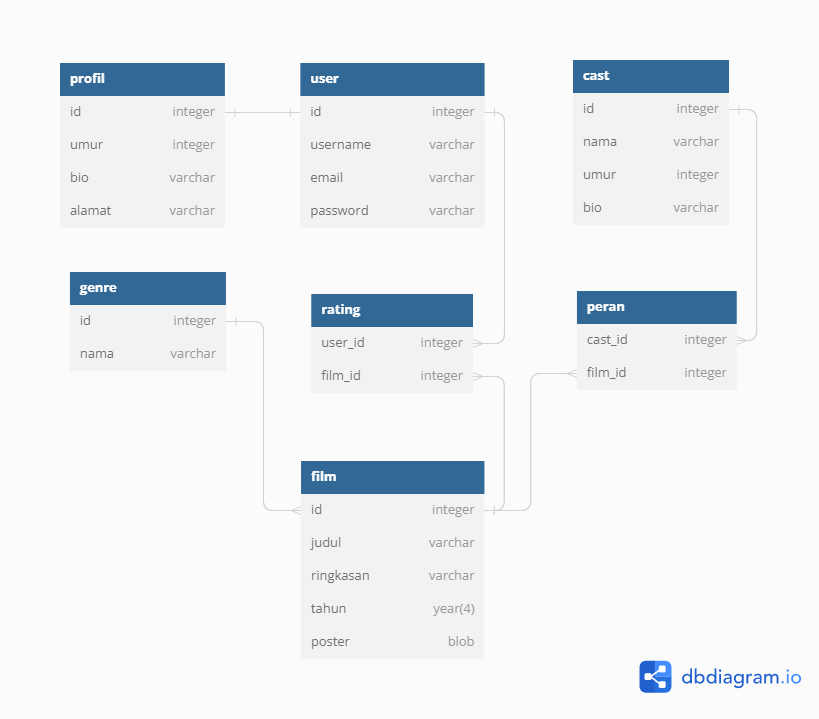 profil
id integer
umur integer
bio varchar
alamat varchar
user
id integer
username varchar
email varchar
password varchar
cast
id integer
nama varchar
umur integer
bio varchar
genre
id integer
nama varchar
rating
user_id integer
film_id integer
peran
cast_id integer
film_id integer
film
id integer
judul varchar
ringkasan varchar
tahun year(4)
poster blob
dbdiagram.io